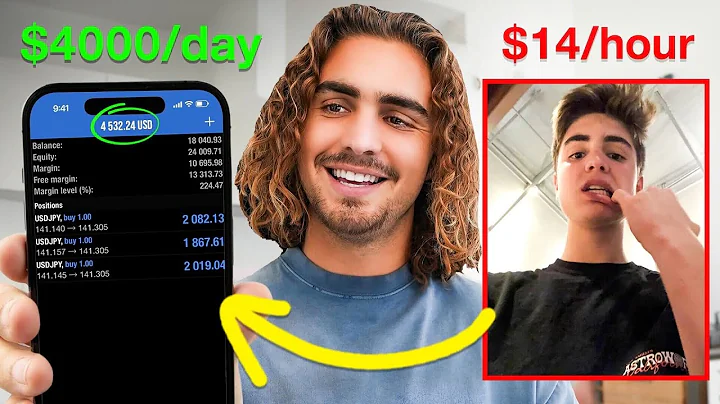 $4000/day
$14/hour
9:41
4 532.24 USD
+
Balance: 18 040.93
Equity: 24 009.71
Margin: 10 695.98
Free margin: 13 313.73
Margin level (%): 224.47
Positions
USDJPY, buy 1.00 2 082.13
141.140 → 141.305
USDJPY, buy 1.00 1 867.61
141.157 → 141.305
USDJPY, buy 1.00 2 019.04
141.145 → 141.305
ASTROW